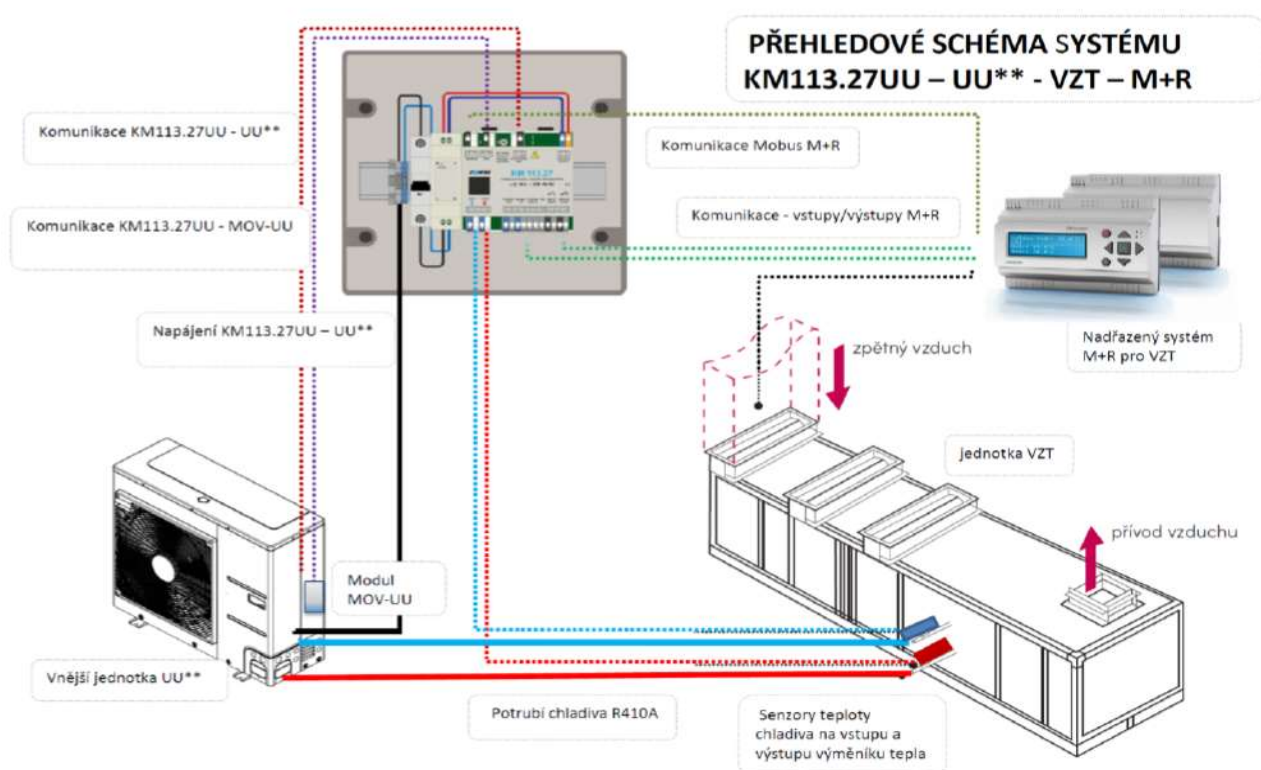 PŘEHLEDOVÉ SCHÉMA SYSTÉMU
KM113.27UU – UU** - VZT – M+R
Komunikace KM113.27UU - UU**
Komunikace Mobus M+R
KM 113.27
Komunikace - vstupy/výstupy M+R
Komunikace KM113.27UU - MOV-UU
Napájení KM113.27UU – UU**
Nadřazený systém
M+R pro VZT
zpětný vzduch
jednotka VZT
přívod vzduchu
Modul
MOV-UU
Vnější jednotka UU**
Potrubí chladiva R410A
Senzory teploty
chladiva na vstupu a
výstupu výměníku tepla